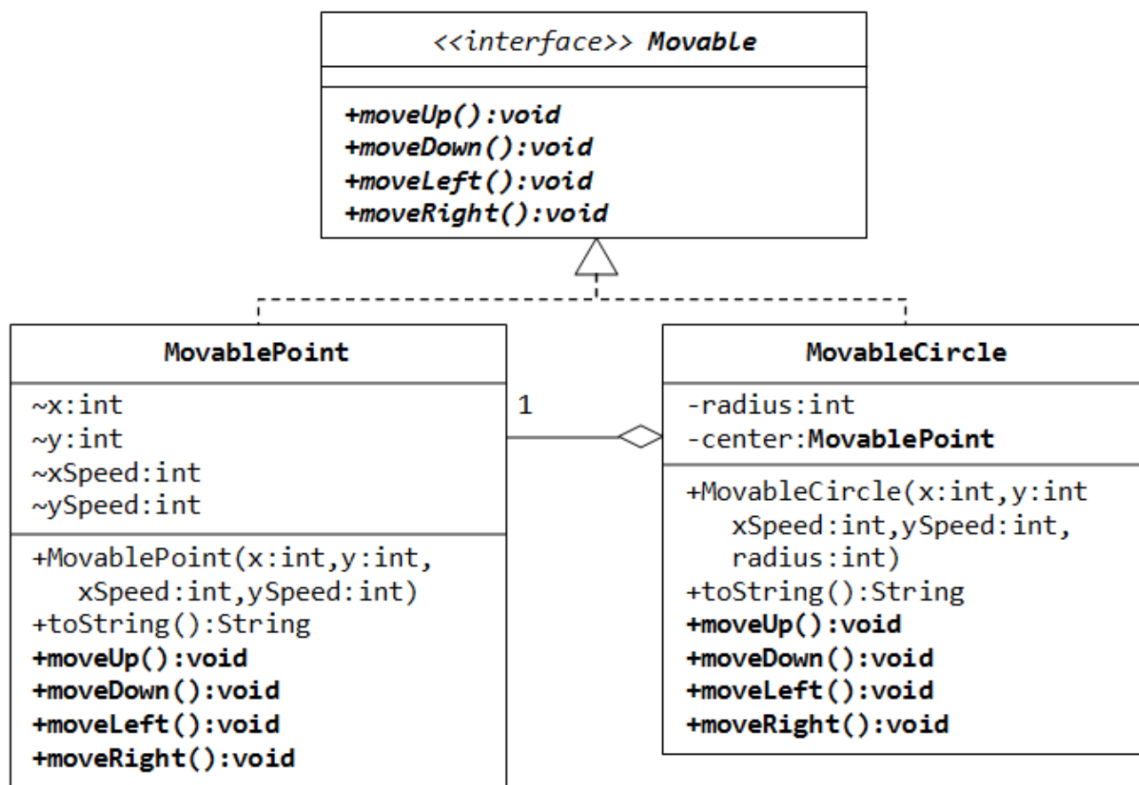 <<interface>> Movable
+moveUp():void
+moveDown():void
+moveLeft():void
+moveRight():void
MovablePoint
~x:int
~y:int
~xSpeed:int
~ySpeed:int
+MovablePoint(x:int,y:int,
xSpeed:int,ySpeed:int)
+toString():String
+moveUp():void
+moveDown():void
+moveLeft():void
+moveRight():void
1
MovableCircle
-radius:int
-center:MovablePoint
+MovableCircle(x:int,y:int
xSpeed:int,ySpeed:int,
radius:int)
+toString():String
+moveUp():void
+moveDown():void
+moveLeft():void
+moveRight():void